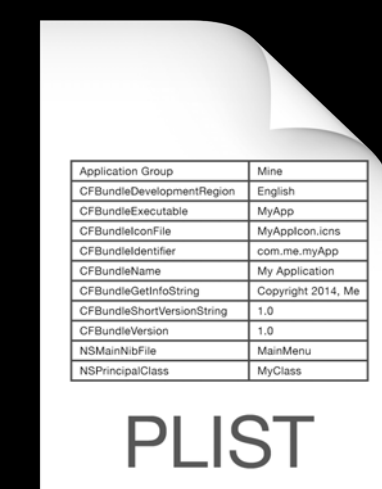 Application Group Mine
CFBundleDevelopmentRegion English
CFBundleExecutable MyApp
CFBundleIconFile MyAppIcon.icns
CFBundleIdentifier com.me.myApp
CFBundleName My Application
CFBundleGetInfoString Copyright 2014, Me
CFBundleShortVersionString 1.0
CFBundleVersion 1.0
NSMainNibFile MainMenu
NSPrincipalClass MyClass
PLIST